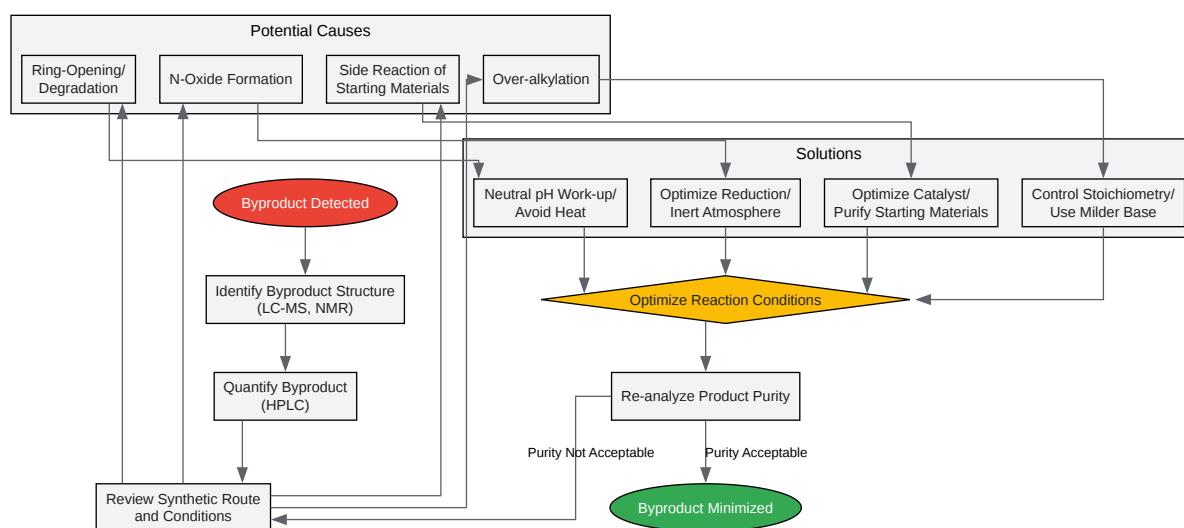 Potential Causes
Ring-Opening/
Degradation
N-Oxide Formation
Side Reaction of
Starting Materials
Over-alkylation
Solutions
Neutral pH Work-up/
Avoid Heat
Optimize Reduction/
Inert Atmosphere
Optimize Catalyst/
Purify Starting Materials
Control Stoichiometry/
Use Milder Base
Byproduct Detected
Identify Byproduct Structure
(LC-MS, NMR)
Optimize Reaction Conditions
Quantify Byproduct
(HPLC)
Re-analyze Product Purity
Purity Not Acceptable
Purity Acceptable
Review Synthetic Route
and Conditions
Byproduct Minimized